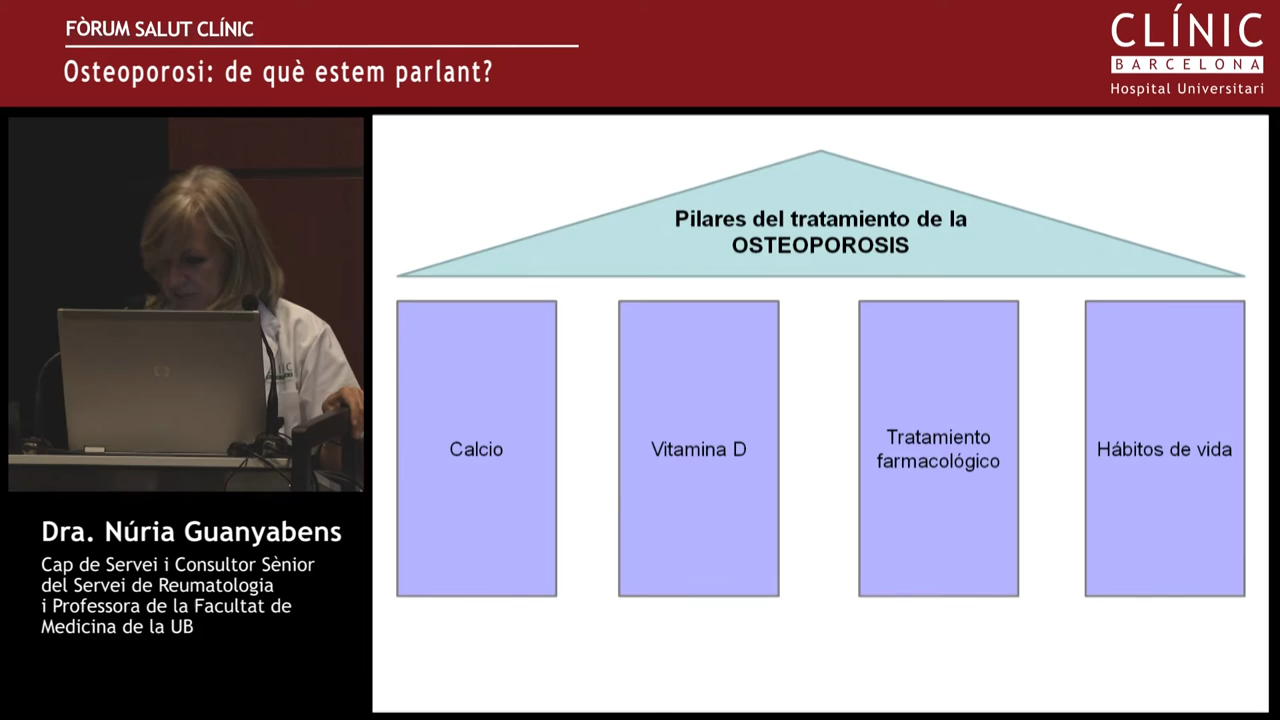 FÒRUM SALUT CLÍNIC
Osteoporosi: de què estem parlant?
CLÍNIC
BARCELONA
Hospital Universitari
Pilares del tratamiento de la
OSTEOPOROSIS
Calcio
Vitamina D
Tratamiento
farmacológico
Hábitos de vida
Dra. Núria Guanyabens
Cap de Servei i Consultor Sènior
del Servei de Reumatologia
i Professora de la Facultat de
Medicina de la UB